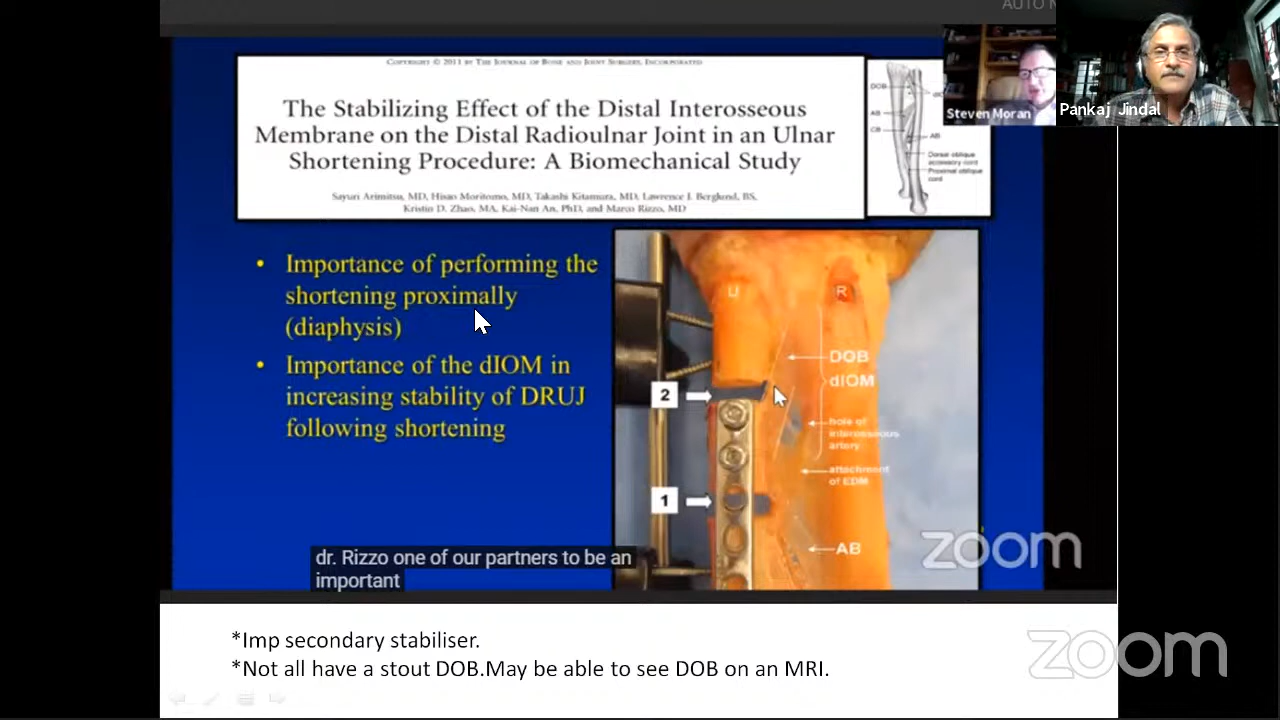 AUTO
COPYRIGHT © 2011 BY THE JOURNAL OF BONE AND JOINT SURGERY, INCORPORATED
The Stabilizing Effect of the Distal Interosseous
Membrane on the Distal Radioulnar Joint in an Ulnar
Shortening Procedure: A Biomechanical Study
Sayuri Arimitsu, MD, Hisao Moritomo, MD, Takashi Kitamura, MD, Lawrence J. Berglund, BS,
Kristin D. Zhao, MA, Kai-Nan An, PhD, and Marco Rizzo, MD
DOB
AB
CB
AB
Dorsal oblique
accessory cord
Proximal oblique
cord
Steven Moran
Pankaj Jindal
• Importance of performing the
shortening proximally
(diaphysis)
• Importance of the dIOM in
increasing stability of DRUJ
following shortening
U
R
DOB
dIOM
2
hole of
interosseous
artery
attachment
of EDM
1
AB
zoom
dr. Rizzo one of our partners to be an
important
*Imp secondary stabiliser.
*Not all have a stout DOB.May be able to see DOB on an MRI.
zoom